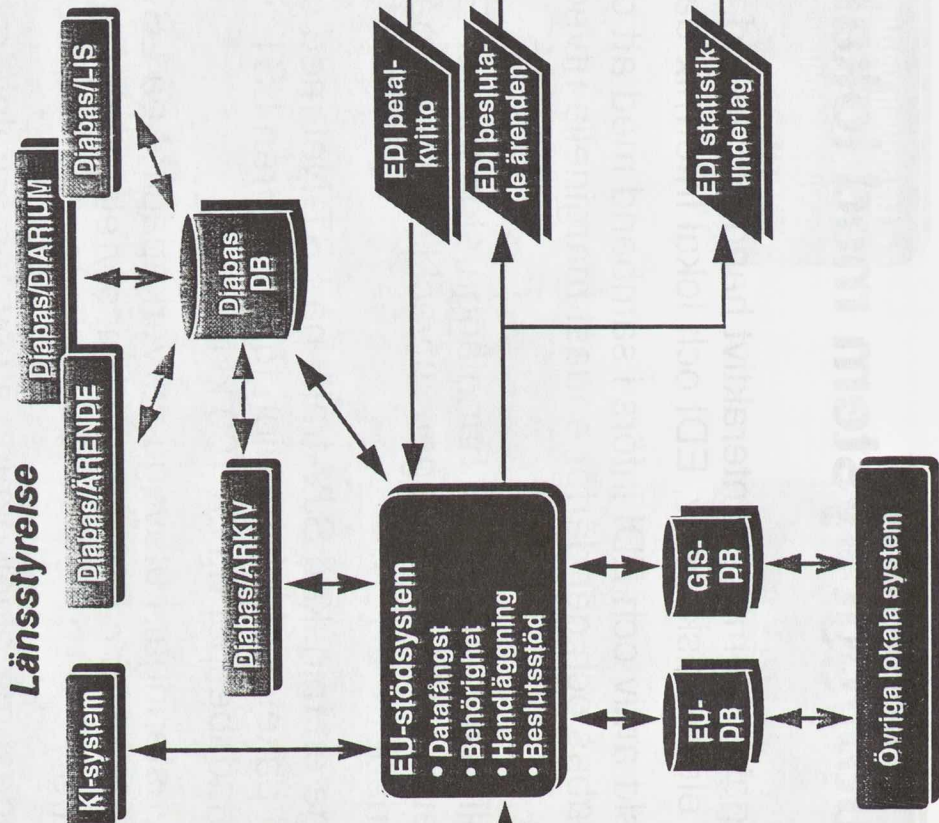 Länsstyrelse
KI-system
Diabas/ÄRENDE
Diabas/DIARIUM
Diabas/LIS
Diabas/ARKIV
Diabas
DB
EU-stödsystem
• Datafångst
• Behörighet
• Handläggning
• Beslutsstöd
EDI betal-
kvitto
EDI besluta-
de ärenden
EDI statistik-
underlag
EU-
DB
GIS-
DB
Övriga lokala system